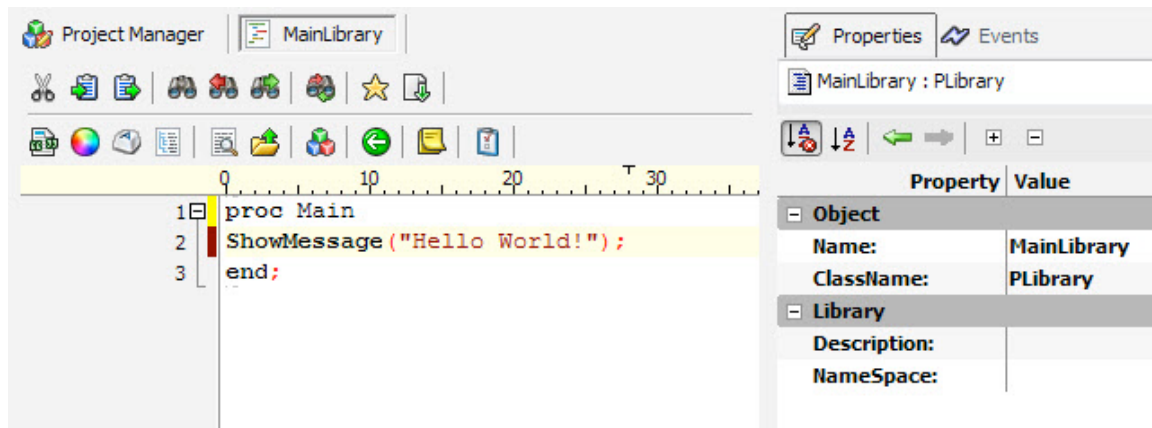 Project Manager
MainLibrary
0 10 20 30
1 proc Main
2 ShowMessage("Hello World!");
3 end;
Properties
Events
MainLibrary : PLibrary
Property Value
Object
Name: MainLibrary
ClassName: PLibrary
Library
Description:
NameSpace: